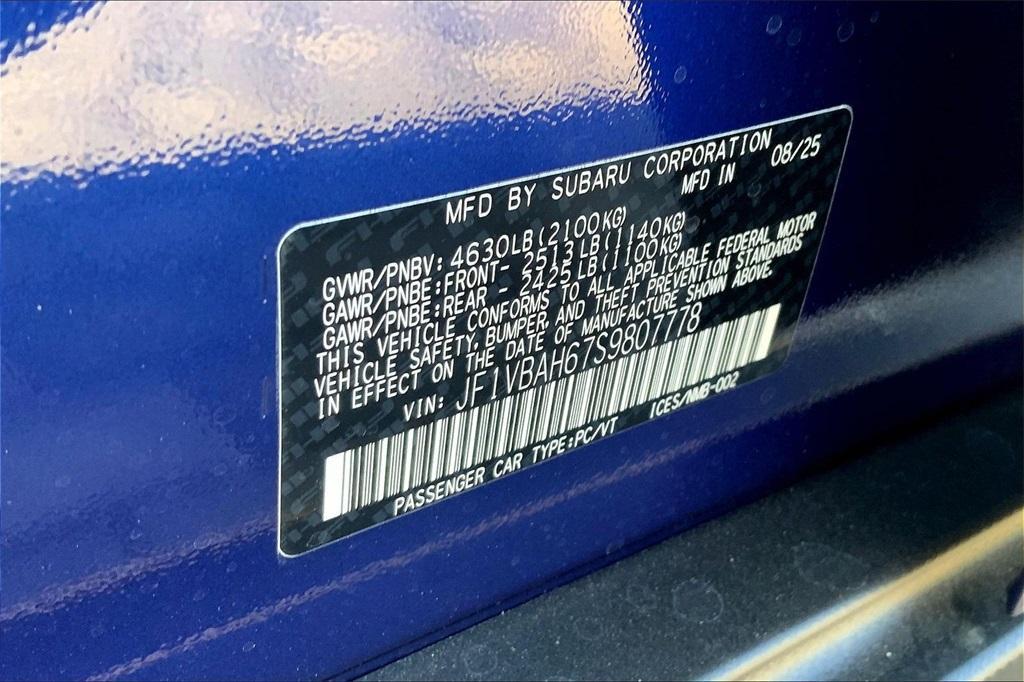 MFD BY SUBARU CORPORATION
MFD IN 08/25
GVWR/PNBV: 4630LB(2100KG)
GAWR/PNBE:FRONT- 2513LB(1140KG)
GAWR/PNBE:REAR - 2425LB(1100KG)
THIS VEHICLE CONFORMS TO ALL APPLICABLE FEDERAL MOTOR
VEHICLE SAFETY, BUMPER, AND THEFT PREVENTION STANDARDS
IN EFFECT ON THE DATE OF MANUFACTURE SHOWN ABOVE.
VIN: JF1VBAH67S9807778
PASSENGER CAR TYPE:PC/VT ICES/NMB-002